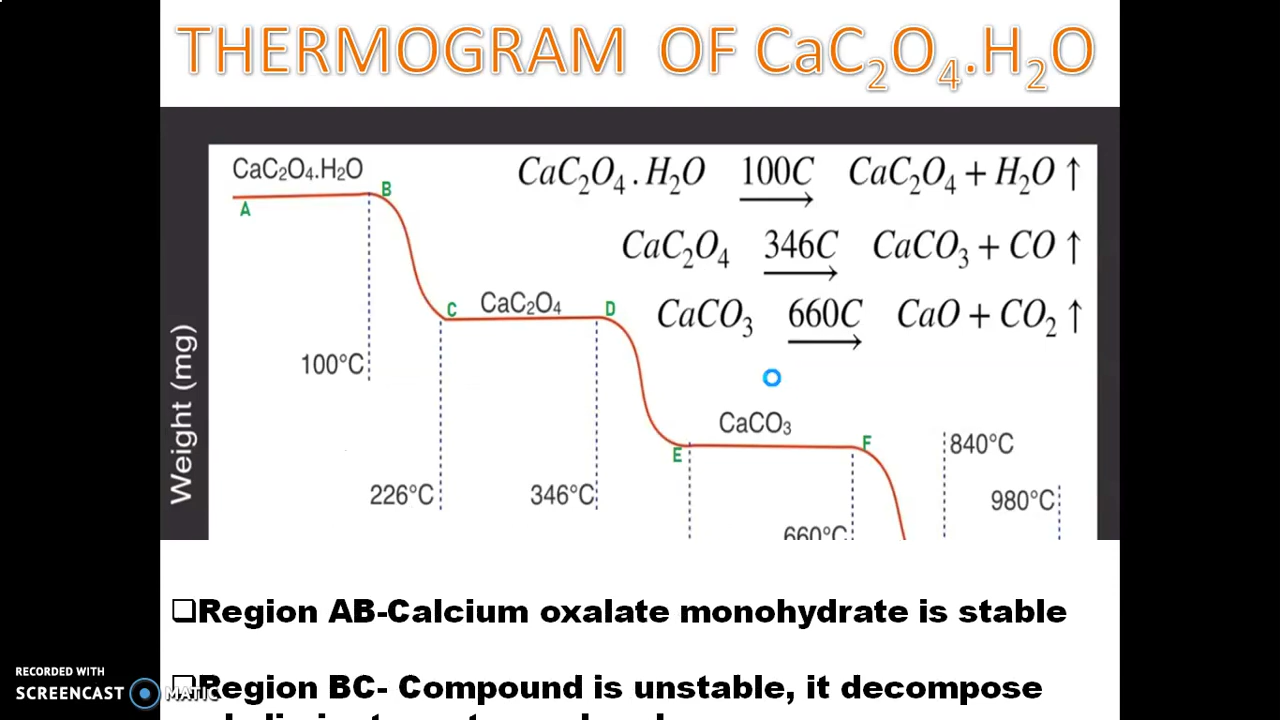 THERMOGRAM OF CaC₂O₄.H₂O
CaC₂O₄.H₂O
A
B
CaC₂O₄.H₂O 100C CaC₂O₄ + H₂O ↑
CaC₂O₄ 346C CaCO₃ + CO ↑
CaCO₃ 660C CaO + CO₂ ↑
C
CaC₂O₄
D
100°C
Weight (mg)
CaCO₃
E
F
840°C
226°C
346°C
980°C
660°C
❑Region AB-Calcium oxalate monohydrate is stable
❑Region BC- Compound is unstable, it decompose
RECORDED WITH
SCREENCAST MATIC